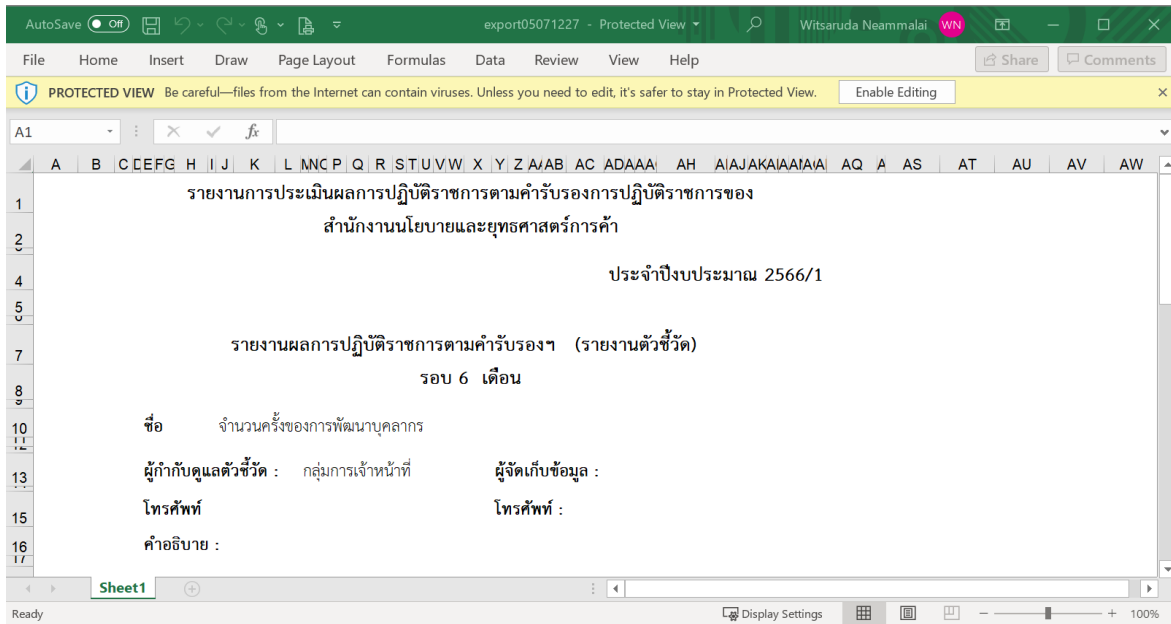 AutoSave Off export05071227 - Protected View Witsaruda Neammalai WN
File Home Insert Draw Page Layout Formulas Data Review View Help Share Comments
PROTECTED VIEW Be careful—files from the Internet can contain viruses. Unless you need to edit, it's safer to stay in Protected View. Enable Editing
A1 fx
A B C D E F G H I J K L P Q R S T U V W X Y Z AB AC AH AQ AS AT AU AV AW
1 รายงานการประเมินผลการปฏิบัติราชการตามคำรับรองการปฏิบัติราชการของ
2 สำนักงานนโยบายและยุทธศาสตร์การค้า
4 ประจำปีงบประมาณ 2566/1
5
7 รายงานผลการปฏิบัติราชการตามคำรับรองฯ (รายงานตัวชี้วัด)
8 รอบ 6 เดือน
10 ชื่อ จำนวนครั้งของการพัฒนาบุคลากร
13 ผู้กำกับดูแลตัวชี้วัด : กลุ่มการเจ้าหน้าที่ ผู้จัดเก็บข้อมูล :
15 โทรศัพท์ โทรศัพท์ :
16 คำอธิบาย :
Sheet1
Ready Display Settings 100%